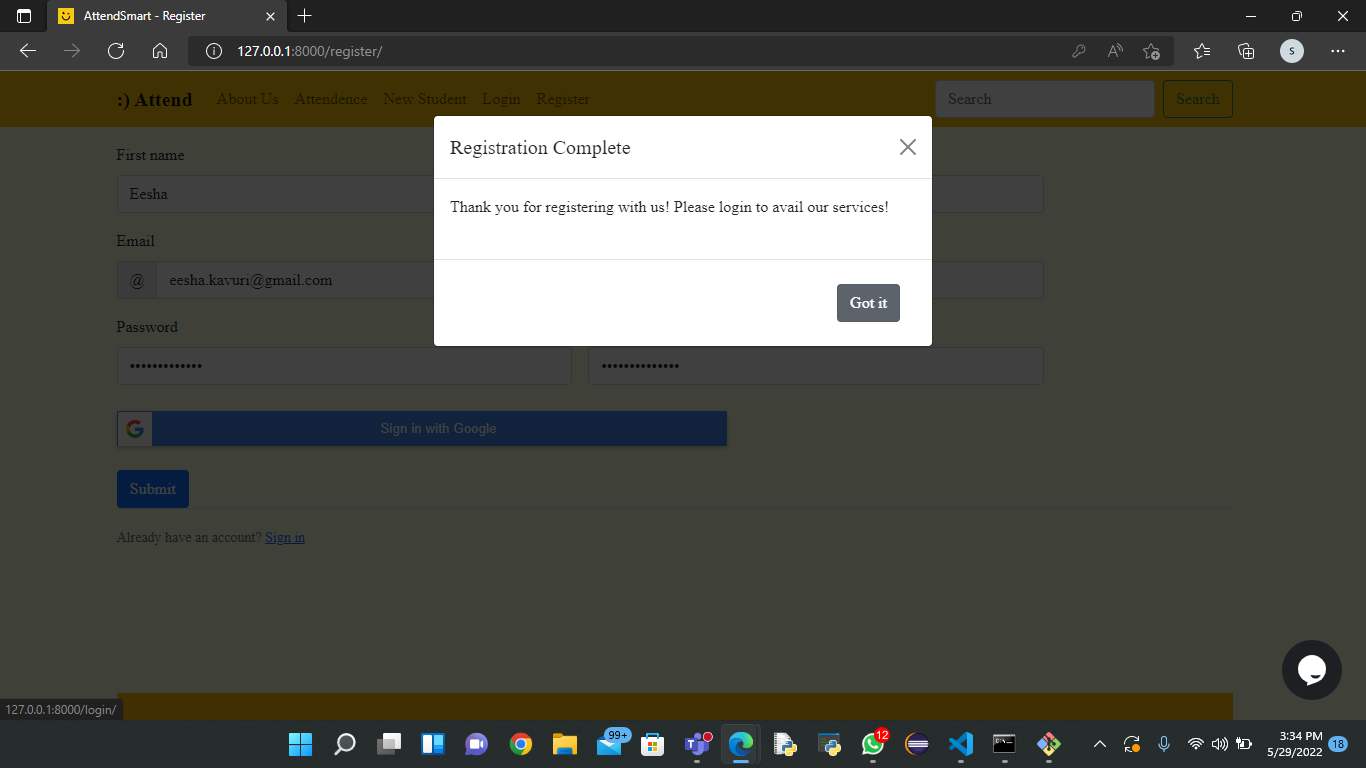 AttendSmart - Register
127.0.0.1:8000/register/
S
:) Attend About Us Attendence New Student Login Register Search Search
First name
Eesha
Email
@ eesha.kavuri@gmail.com
Password
Registration Complete
Thank you for registering with us! Please login to avail our services!
Got it
G Sign in with Google
Submit
Already have an account? Sign in
127.0.0.1:8000/login/
99+
12
3:34 PM
5/29/2022
18